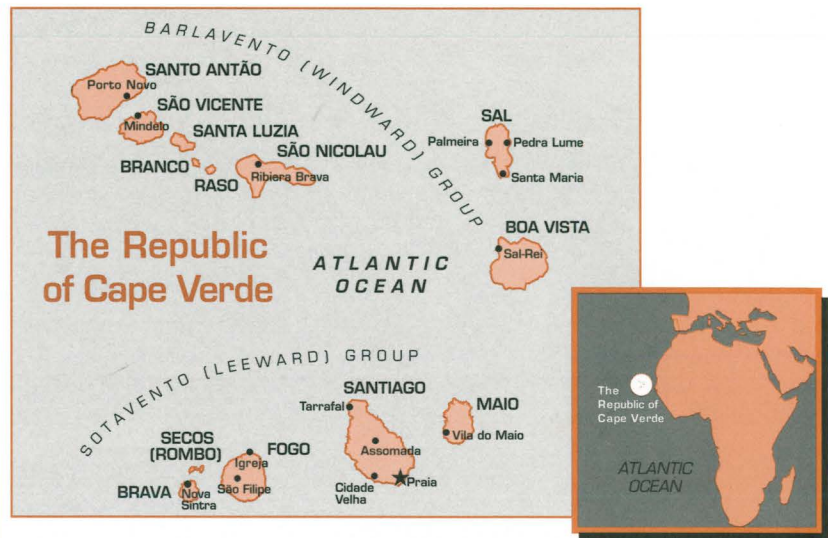 BARLAVENTO (WINDWARD) GROUP
SANTO ANTÃO
Porto Novo
SÃO VICENTE
Mindelo
SANTA LUZIA
BRANCO
RASO
SÃO NICOLAU
Ribiera Brava
SAL
Palmeira
Pedra Lume
Santa Maria
BOA VISTA
Sal-Rei
The Republic
of Cape Verde
ATLANTIC
OCEAN
SOTAVENTO (LEEWARD) GROUP
SANTIAGO
Tarrafal
Assomada
Cidade
Velha
Praia
MAIO
Vila do Maio
SECOS
(ROMBO)
FOGO
Igreja
São Filipe
BRAVA
Nova
Sintra
The
Republic of
Cape Verde
ATLANTIC
OCEAN